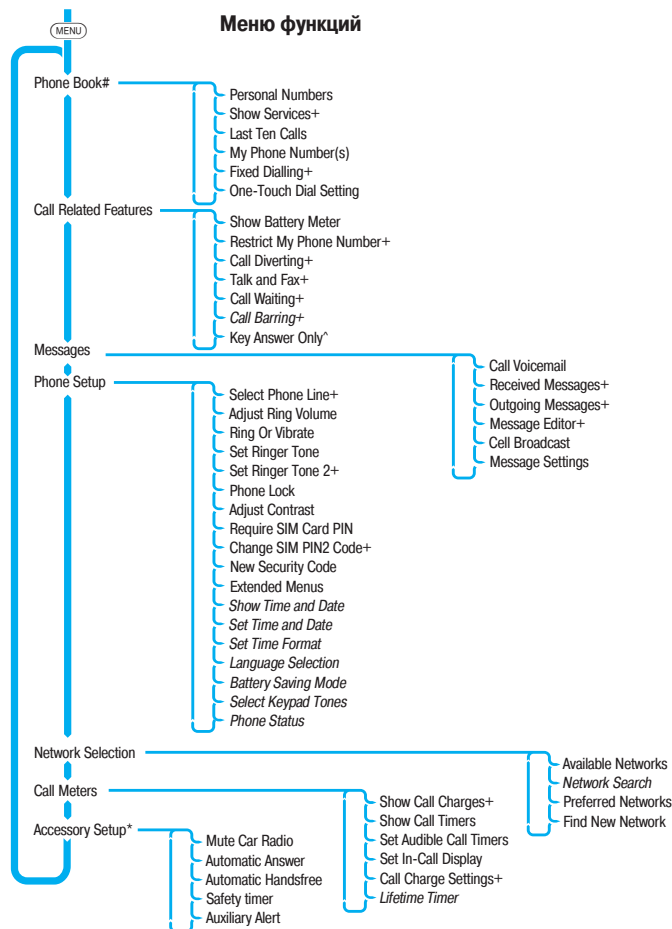 Меню функций
MENU
Phone Book#
Personal Numbers
Show Services+
Last Ten Calls
My Phone Number(s)
Fixed Dialling+
One-Touch Dial Setting
Call Related Features
Show Battery Meter
Restrict My Phone Number+
Call Diverting+
Talk and Fax+
Call Waiting+
Call Barring+
Key Answer Only^
Messages
Call Voicemail
Received Messages+
Outgoing Messages+
Message Editor+
Cell Broadcast
Message Settings
Phone Setup
Select Phone Line+
Adjust Ring Volume
Ring Or Vibrate
Set Ringer Tone
Set Ringer Tone 2+
Phone Lock
Adjust Contrast
Require SIM Card PIN
Change SIM PIN2 Code+
New Security Code
Extended Menus
Show Time and Date
Set Time and Date
Set Time Format
Language Selection
Battery Saving Mode
Select Keypad Tones
Phone Status
Network Selection
Available Networks
Network Search
Preferred Networks
Find New Network
Call Meters
Show Call Charges+
Show Call Timers
Set Audible Call Timers
Set In-Call Display
Call Charge Settings+
Lifetime Timer
Accessory Setup*
Mute Car Radio
Automatic Answer
Automatic Handsfree
Safety timer
Auxiliary Alert